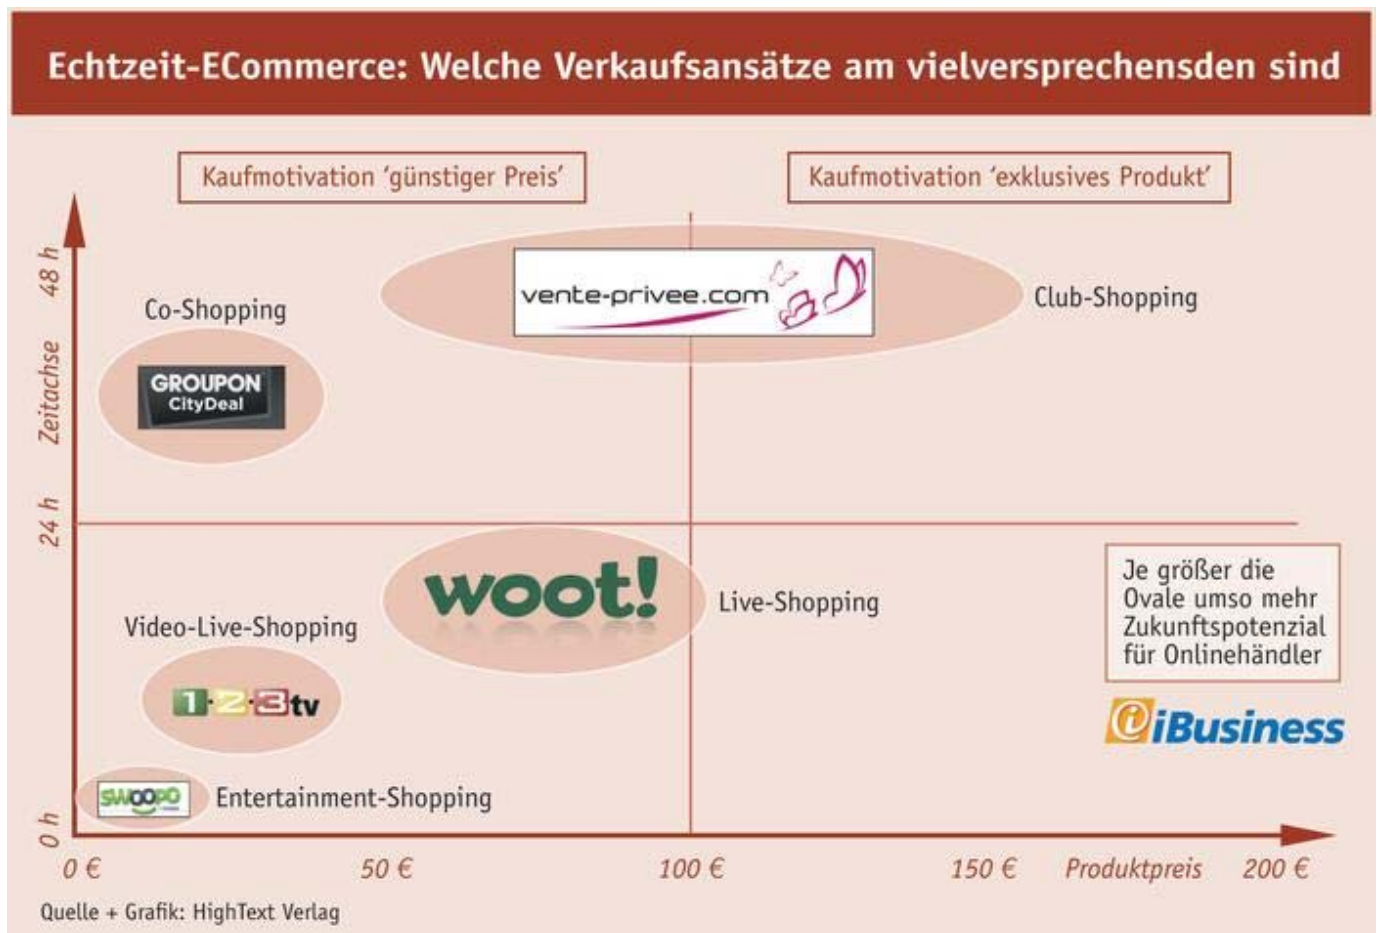 Echtzeit-ECommerce: Welche Verkaufsansätze am vielversprechensden sind
Kaufmotivation ‘günstiger Preis’
Kaufmotivation ‘exklusives Produkt’
48 h
Zeitachse
24 h
0 h
vente-privee.com
Club-Shopping
Co-Shopping
GROUPON
CityDeal
woot!
Live-Shopping
Video-Live-Shopping
1·2·3tv
swoopo
Entertainment-Shopping
Je größer die
Ovale umso mehr
Zukunftspotenzial
für Onlinehändler
iBusiness
0 € 50 € 100 € 150 € Produktpreis 200 €
Quelle + Grafik: HighText Verlag